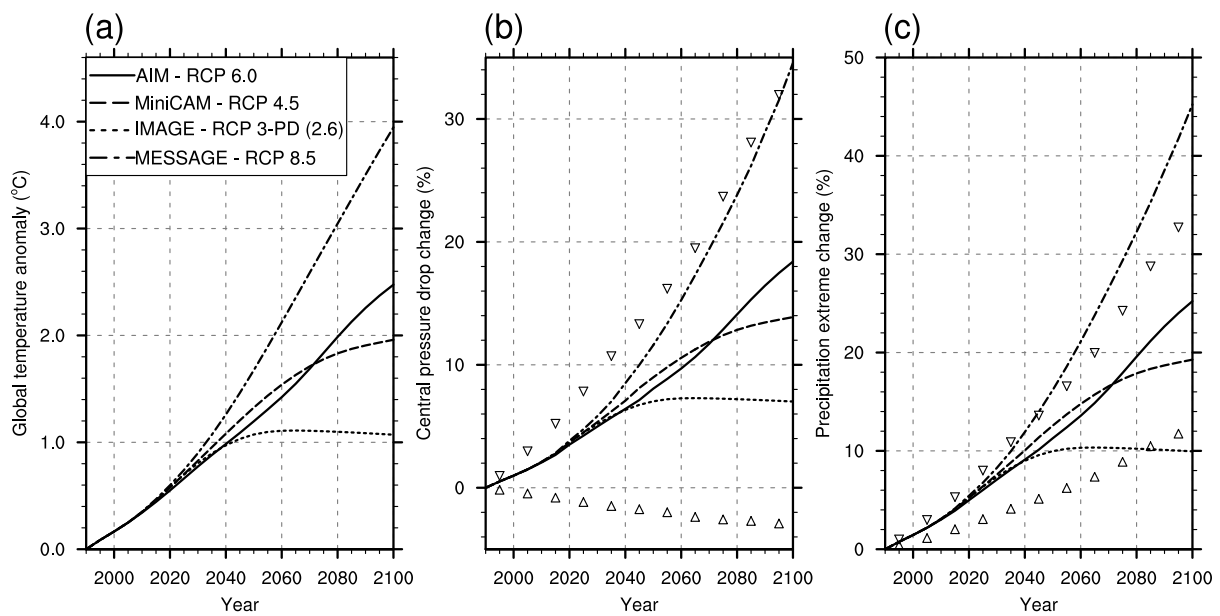 (a)
AIM - RCP 6.0
MiniCAM - RCP 4.5
IMAGE - RCP 3-PD (2.6)
MESSAGE - RCP 8.5
Global temperature anomaly (°C)
4.0
3.0
2.0
1.0
0.0
2000 2020 2040 2060 2080 2100
Year
(b)
Central pressure drop change (%)
30
20
10
0
2000 2020 2040 2060 2080 2100
Year
(c)
Precipitation extreme change (%)
50
40
30
20
10
0
2000 2020 2040 2060 2080 2100
Year